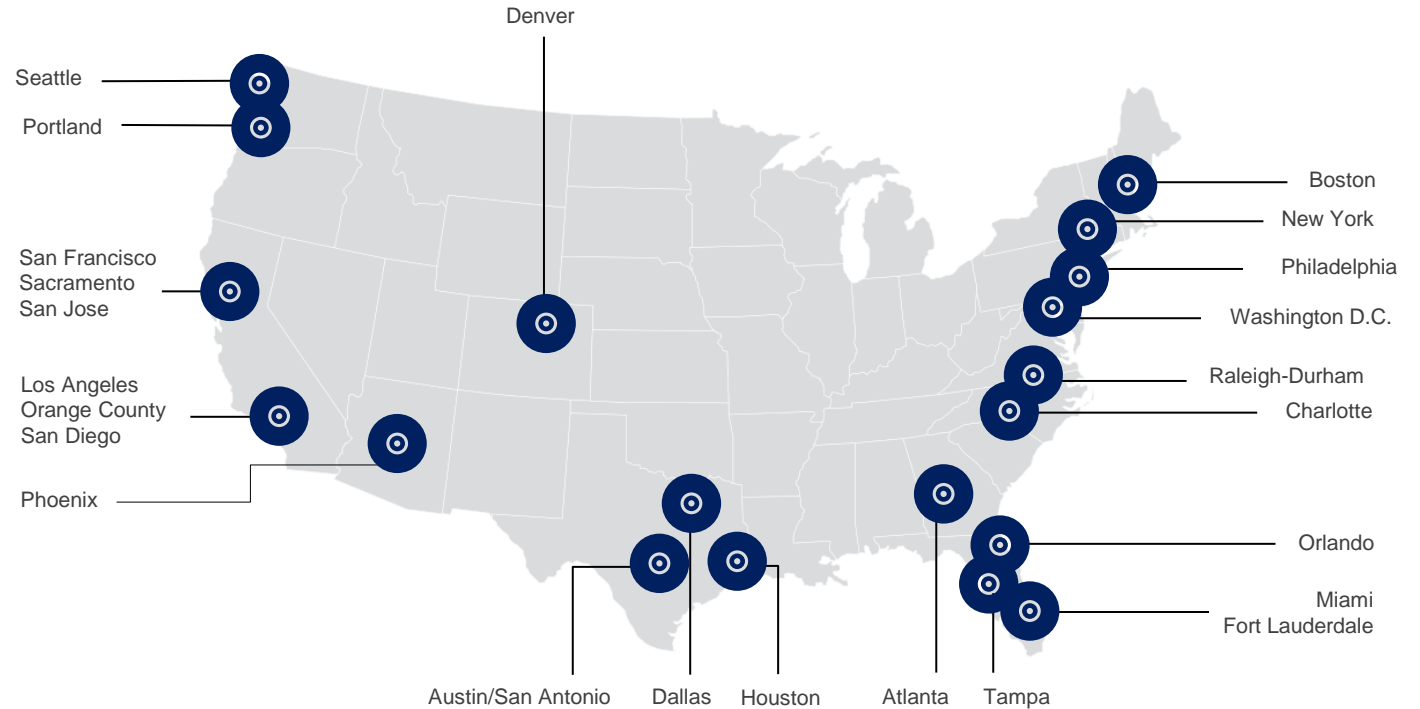 Denver
Seattle
Portland
Boston
New York
San Francisco
Sacramento
San Jose
Philadelphia
Washington D.C.
Los Angeles
Orange County
San Diego
Raleigh-Durham
Charlotte
Phoenix
Orlando
Miami
Fort Lauderdale
Austin/San Antonio
Dallas
Houston
Atlanta
Tampa